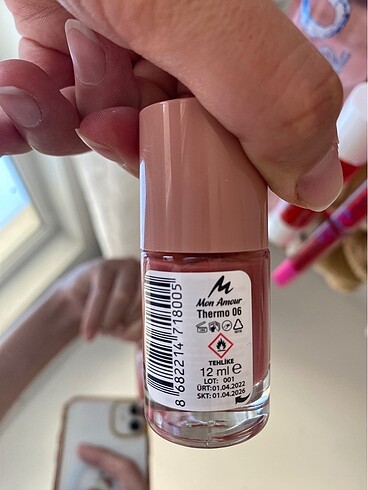 Mon Amour
Thermo 06
TEHLİKE
12 ml e
LOT: 001
ÜRT:01.04.2022
SKT: 01.04.2026
8 682214 718005